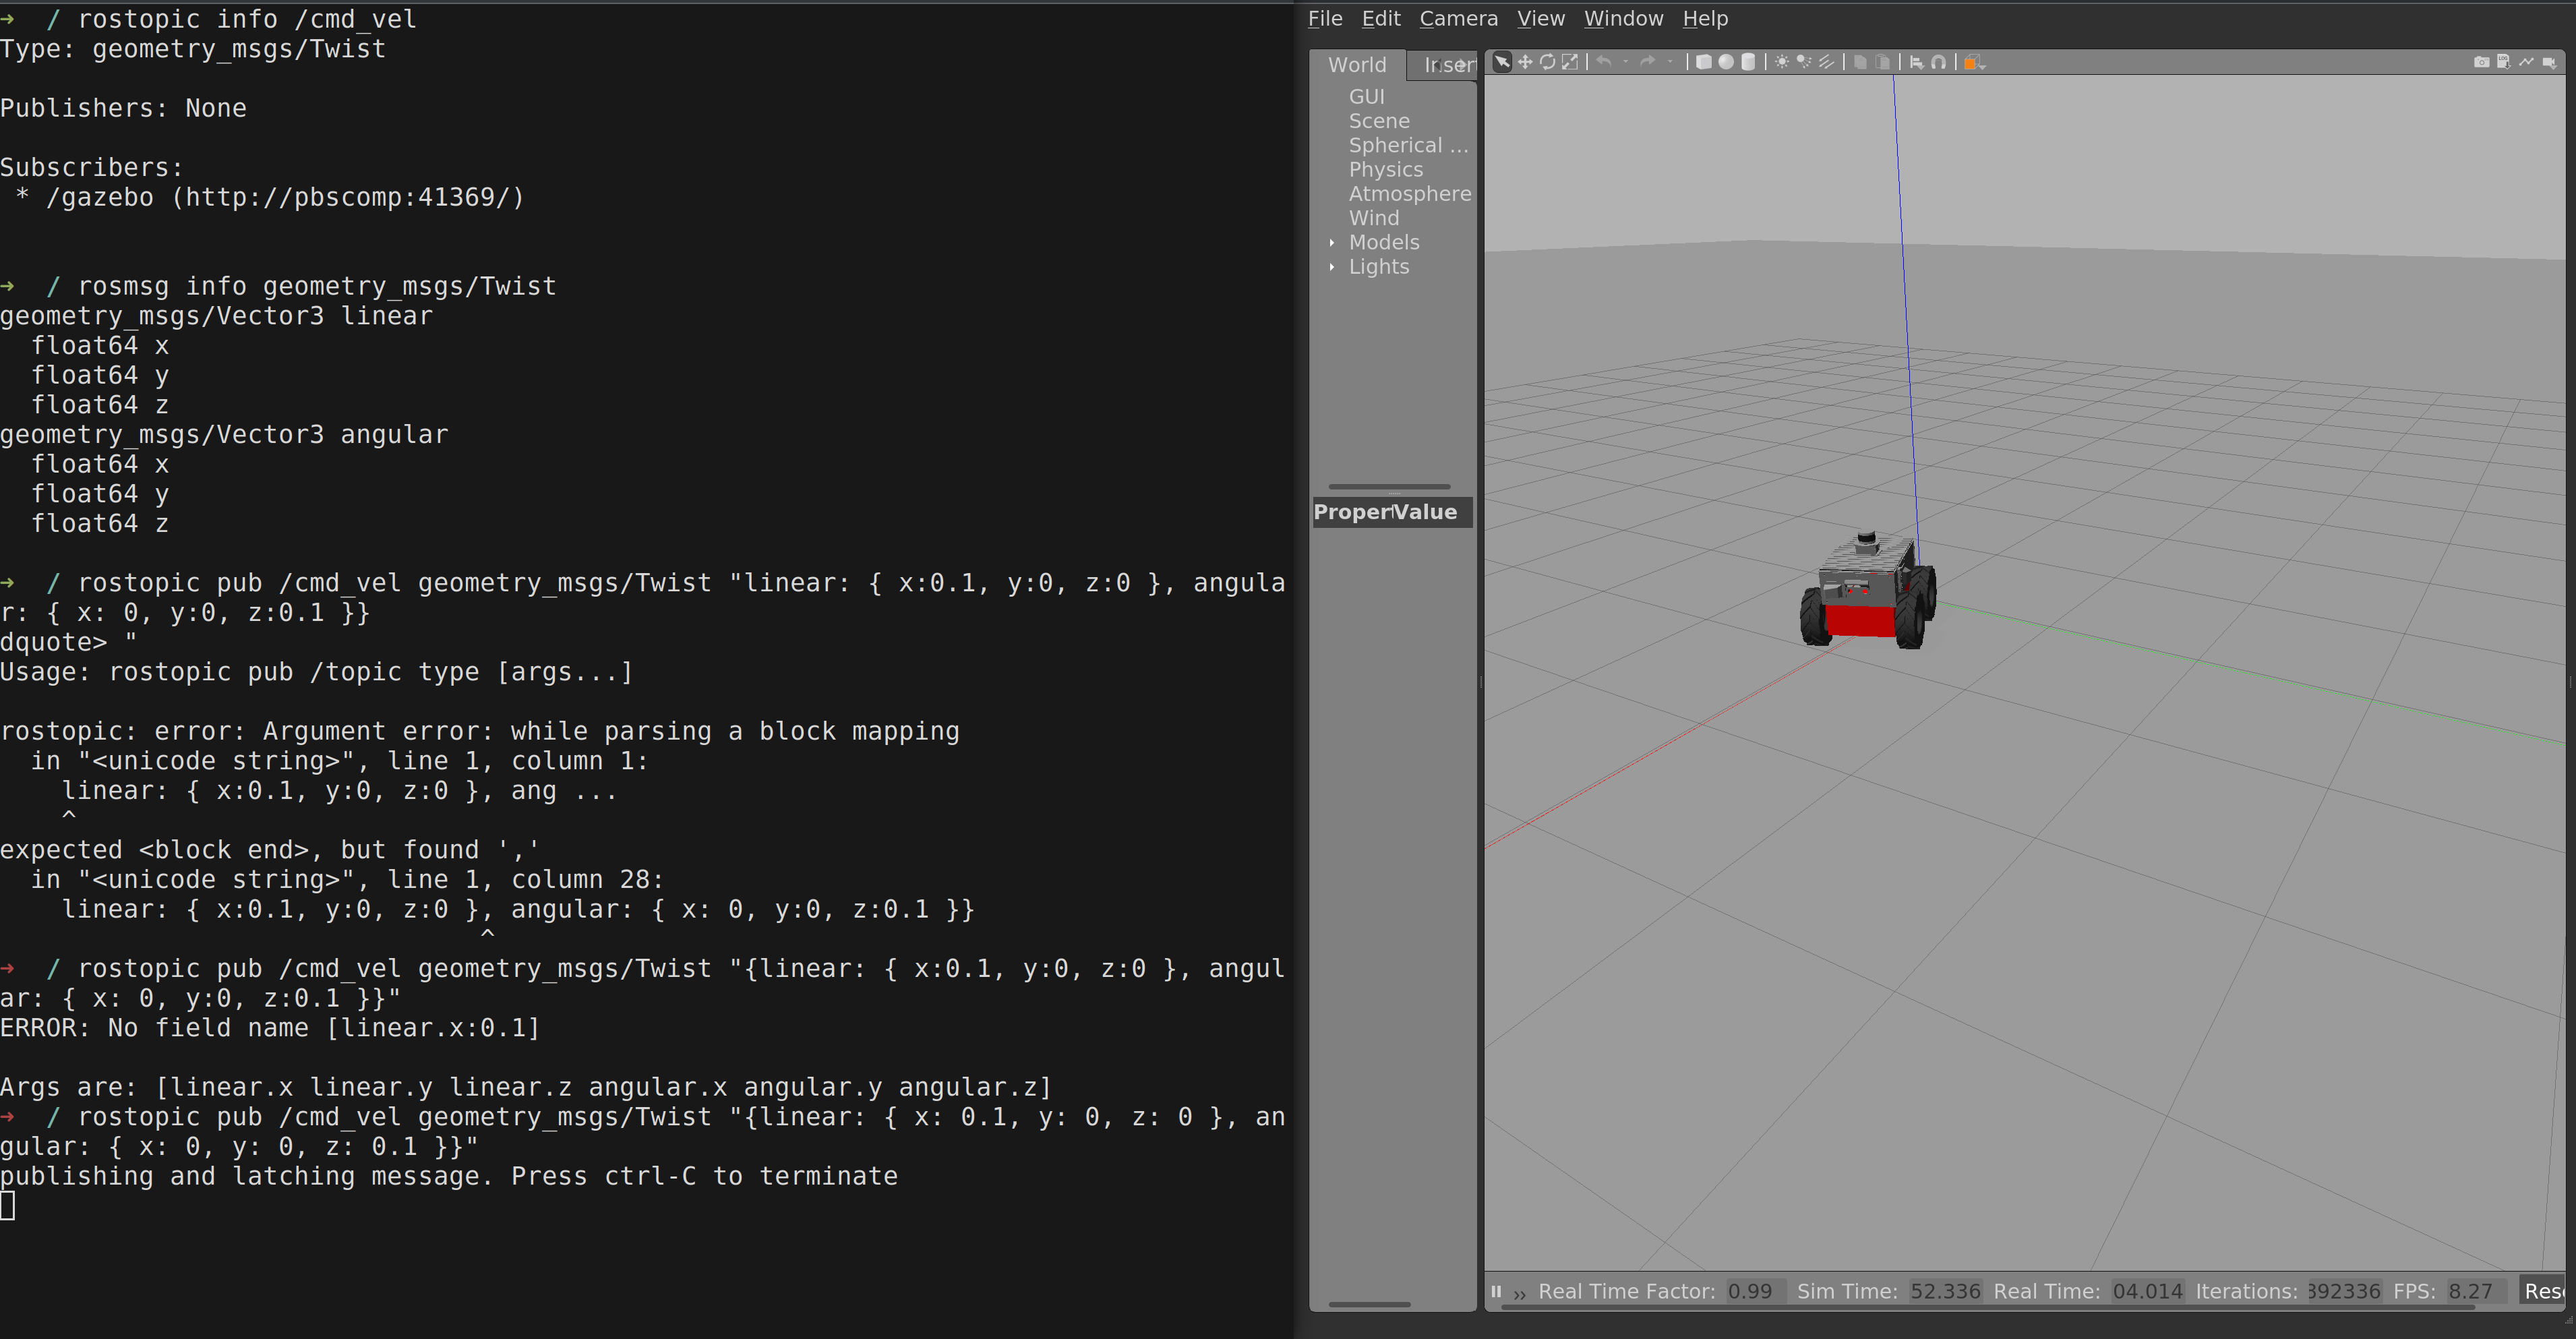 ➜  / rostopic info /cmd_vel
Type: geometry_msgs/Twist
Publishers: None
Subscribers:
 * /gazebo (http://pbscomp:41369/)
➜  / rosmsg info geometry_msgs/Twist
geometry_msgs/Vector3 linear
  float64 x
  float64 y
  float64 z
geometry_msgs/Vector3 angular
  float64 x
  float64 y
  float64 z
➜  / rostopic pub /cmd_vel geometry_msgs/Twist "linear: { x:0.1, y:0, z:0 }, angula
r: { x: 0, y:0, z:0.1 }}
dquote> "
Usage: rostopic pub /topic type [args...]
rostopic: error: Argument error: while parsing a block mapping
  in "<unicode string>", line 1, column 1:
    linear: { x:0.1, y:0, z:0 }, ang ...
    ^
expected <block end>, but found ','
  in "<unicode string>", line 1, column 28:
    linear: { x:0.1, y:0, z:0 }, angular: { x: 0, y:0, z:0.1 }}
                               ^
➜  / rostopic pub /cmd_vel geometry_msgs/Twist "{linear: { x:0.1, y:0, z:0 }, angul
ar: { x: 0, y:0, z:0.1 }}"
ERROR: No field name [linear.x:0.1]
Args are: [linear.x linear.y linear.z angular.x angular.y angular.z]
➜  / rostopic pub /cmd_vel geometry_msgs/Twist "{linear: { x: 0.1, y: 0, z: 0 }, an
gular: { x: 0, y: 0, z: 0.1 }}"
publishing and latching message. Press ctrl-C to terminate
File Edit Camera View Window Help
World Inser
GUI
Scene
Spherical ...
Physics
Atmosphere
Wind
Models
Lights
Proper Value
Real Time Factor: 0.99 Sim Time: 52.336 Real Time: 04.014 Iterations: 392336 FPS: 8.27 Res